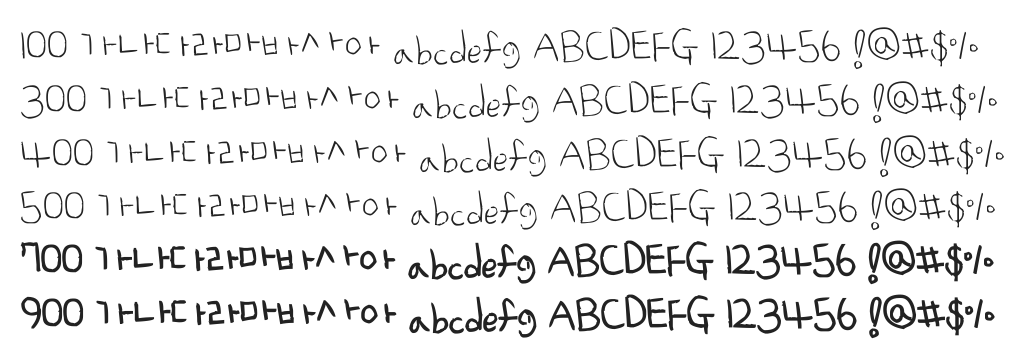 100 가나다라마바사아 abcdefg ABCDEFG 123456 !@#$%
300 가나다라마바사아 abcdefg ABCDEFG 123456 !@#$%
400 가나다라마바사아 abcdefg ABCDEFG 123456 !@#$%
500 가나다라마바사아 abcdefg ABCDEFG 123456 !@#$%
700 가나다라마바사아 abcdefg ABCDEFG 123456 !@#$%
900 가나다라마바사아 abcdefg ABCDEFG 123456 !@#$%